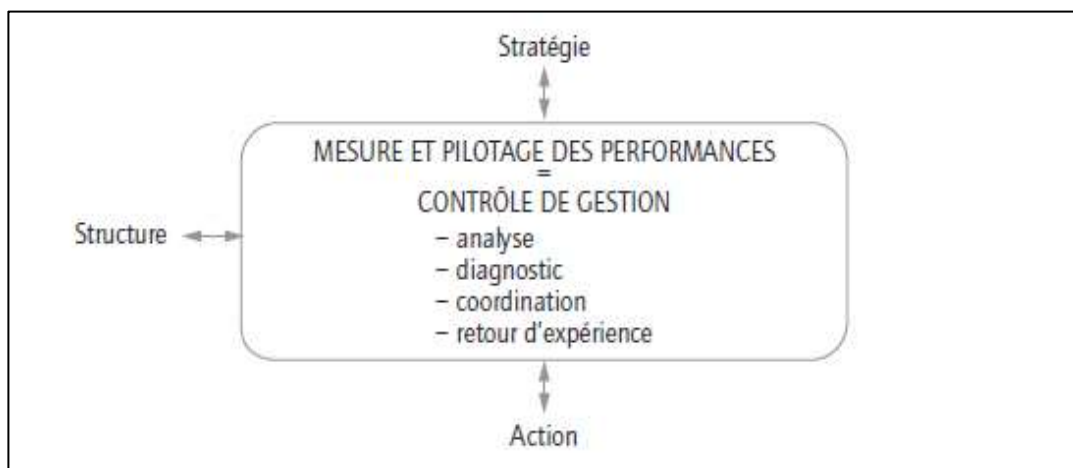 Stratégie
MESURE ET PILOTAGE DES PERFORMANCES
=
CONTRÔLE DE GESTION
– analyse
Structure
– diagnostic
– coordination
– retour d'expérience
Action